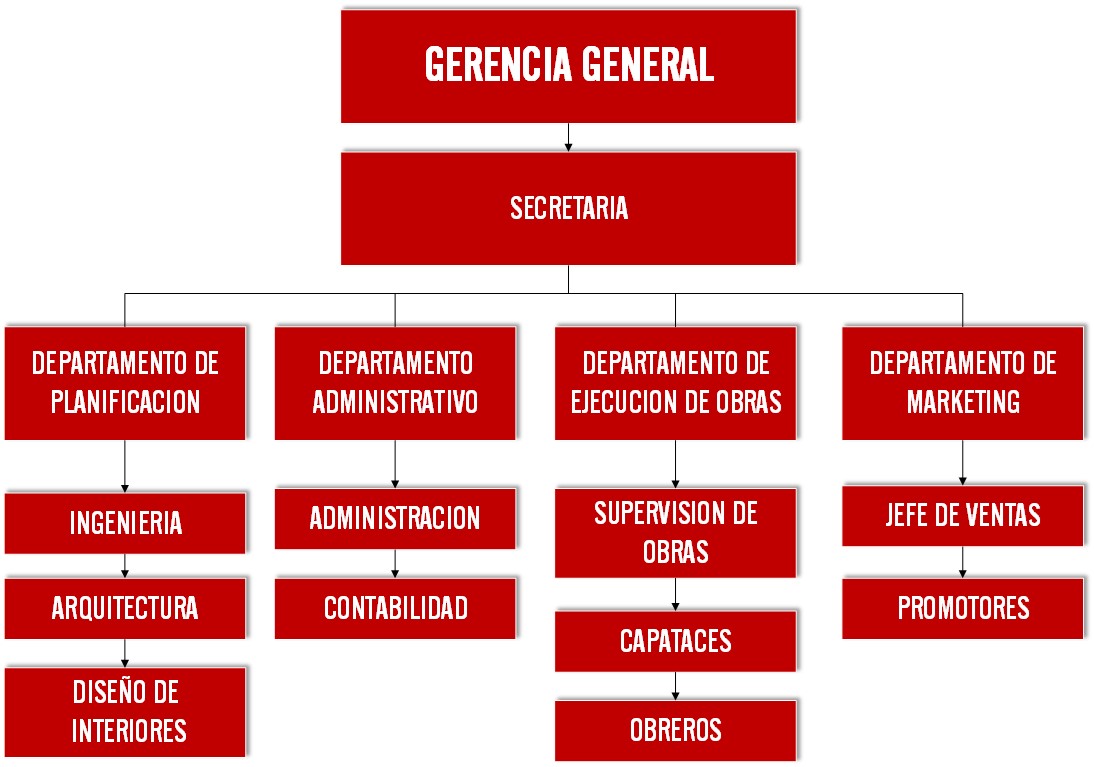 GERENCIA GENERAL
SECRETARIA
DEPARTAMENTO DE
PLANIFICACION
DEPARTAMENTO
ADMINISTRATIVO
DEPARTAMENTO DE
EJECUCION DE OBRAS
DEPARTAMENTO DE
MARKETING
INGENIERIA
ADMINISTRACION
SUPERVISION DE
OBRAS
JEFE DE VENTAS
ARQUITECTURA
CONTABILIDAD
CAPATACES
PROMOTORES
DISEÑO DE
INTERIORES
OBREROS